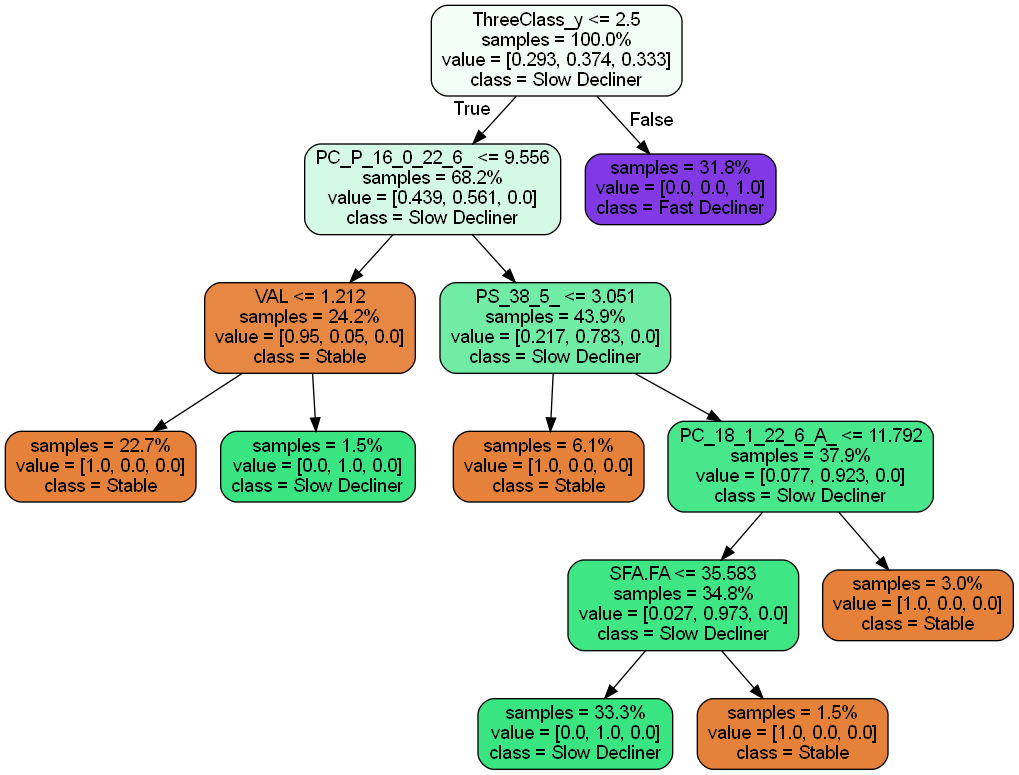 ThreeClass_y <= 2.5
samples = 100.0%
value = [0.293, 0.374, 0.333]
class = Slow Decliner
True
False
PC_P_16_0_22_6_ <= 9.556
samples = 68.2%
value = [0.439, 0.561, 0.0]
class = Slow Decliner
samples = 31.8%
value = [0.0, 0.0, 1.0]
class = Fast Decliner
VAL <= 1.212
samples = 24.2%
value = [0.95, 0.05, 0.0]
class = Stable
PS_38_5_ <= 3.051
samples = 43.9%
value = [0.217, 0.783, 0.0]
class = Slow Decliner
samples = 22.7%
value = [1.0, 0.0, 0.0]
class = Stable
samples = 1.5%
value = [0.0, 1.0, 0.0]
class = Slow Decliner
samples = 6.1%
value = [1.0, 0.0, 0.0]
class = Stable
PC_18_1_22_6_A_ <= 11.792
samples = 37.9%
value = [0.077, 0.923, 0.0]
class = Slow Decliner
SFA.FA <= 35.583
samples = 34.8%
value = [0.027, 0.973, 0.0]
class = Slow Decliner
samples = 3.0%
value = [1.0, 0.0, 0.0]
class = Stable
samples = 33.3%
value = [0.0, 1.0, 0.0]
class = Slow Decliner
samples = 1.5%
value = [1.0, 0.0, 0.0]
class = Stable